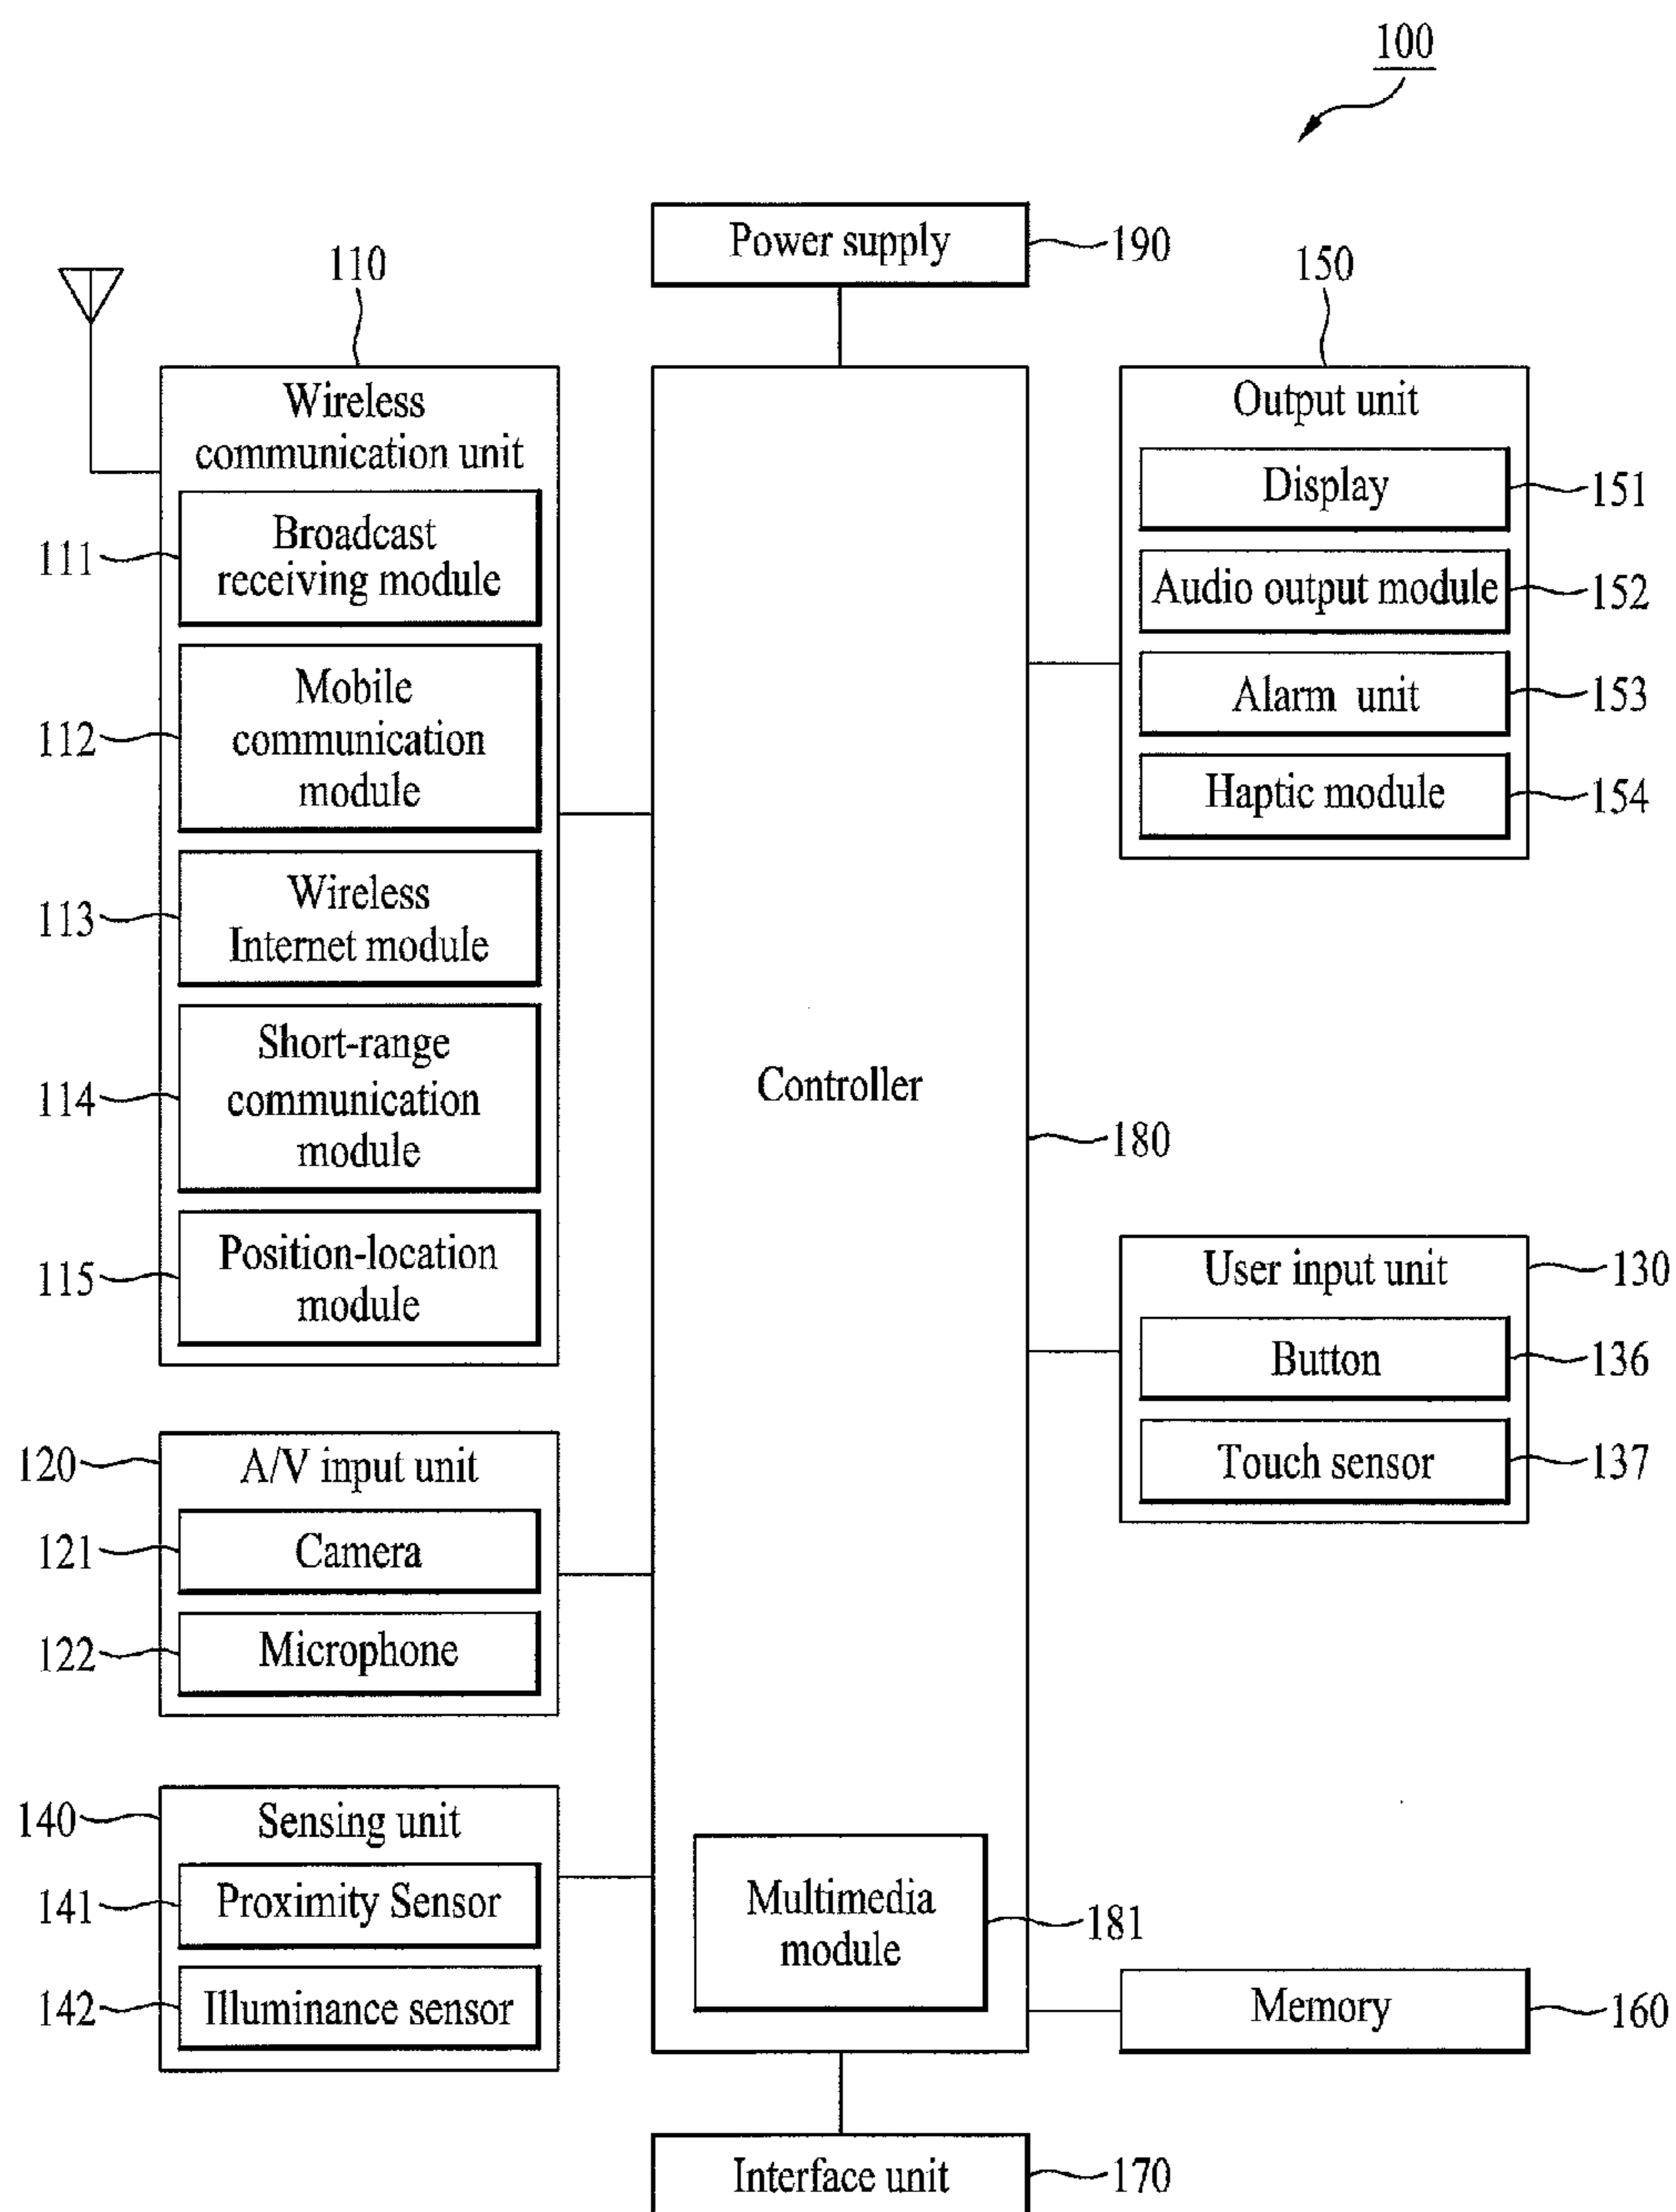 100
Power supply
190
110
Wireless
communication unit
Broadcast
receiving module
111
Mobile
communication
module
112
Wireless
Internet module
113
Short-range
communication
module
114
Position-location
module
115
A/V input unit
120
Camera
121
Microphone
122
Sensing unit
140
Proximity Sensor
141
Illuminance sensor
142
Controller
180
Multimedia
module
181
150
Output unit
Display
151
Audio output module
152
Alarm unit
153
Haptic module
154
User input unit
130
Button
136
Touch sensor
137
Memory
160
Interface unit
170